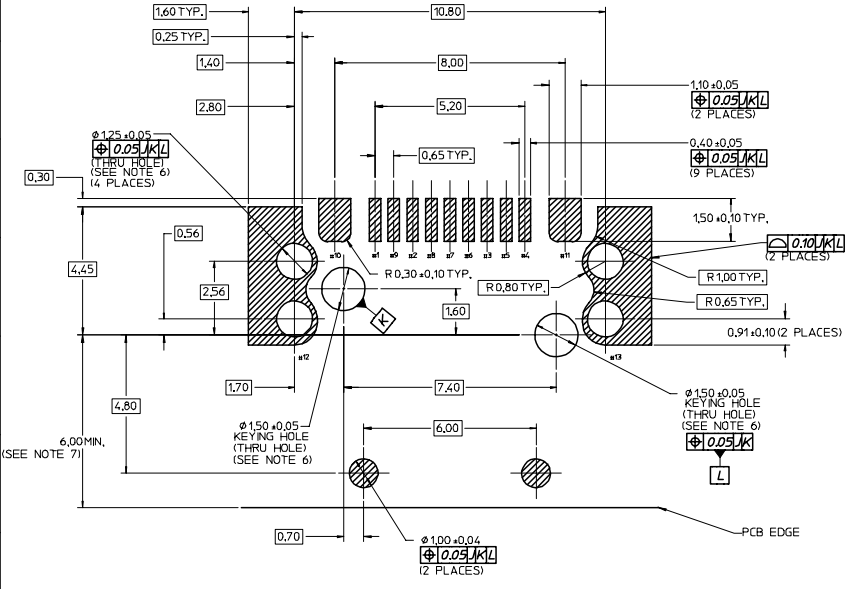 1.60 TYP.
10.80
0.25 TYP.
1.40
8.00
2.80
5.20
1.10 ±0.05
⌖ 0.05 J K L
(2 PLACES)
Ø 1.25 ±0.05
⌖ 0.05 J K L
(THRU HOLE)
(SEE NOTE 6)
(4 PLACES)
0.65 TYP.
0.40 ±0.05
⌖ 0.05 J K L
(9 PLACES)
0.30
1.50 ±0.10 TYP.
0.56
4.45
2.56
⌓ 0.10 J K L
(2 PLACES)
#10 #1 #9 #2 #8 #7 #6 #3 #5 #4 #11
R 0.30 ±0.10 TYP.
R 0.80 TYP.
R 1.00 TYP.
R 0.65 TYP.
K
1.60
0.91 ±0.10 (2 PLACES)
#12
#13
1.70
7.40
4.80
Ø 1.50 ±0.05
KEYING HOLE
(THRU HOLE)
(SEE NOTE 6)
6.00
Ø 1.50 ±0.05
KEYING HOLE
(THRU HOLE)
(SEE NOTE 6)
⌖ 0.05 J K
L
6.00 MIN.
(SEE NOTE 7)
0.70
Ø 1.00 ±0.04
⌖ 0.05 J K L
(2 PLACES)
PCB EDGE